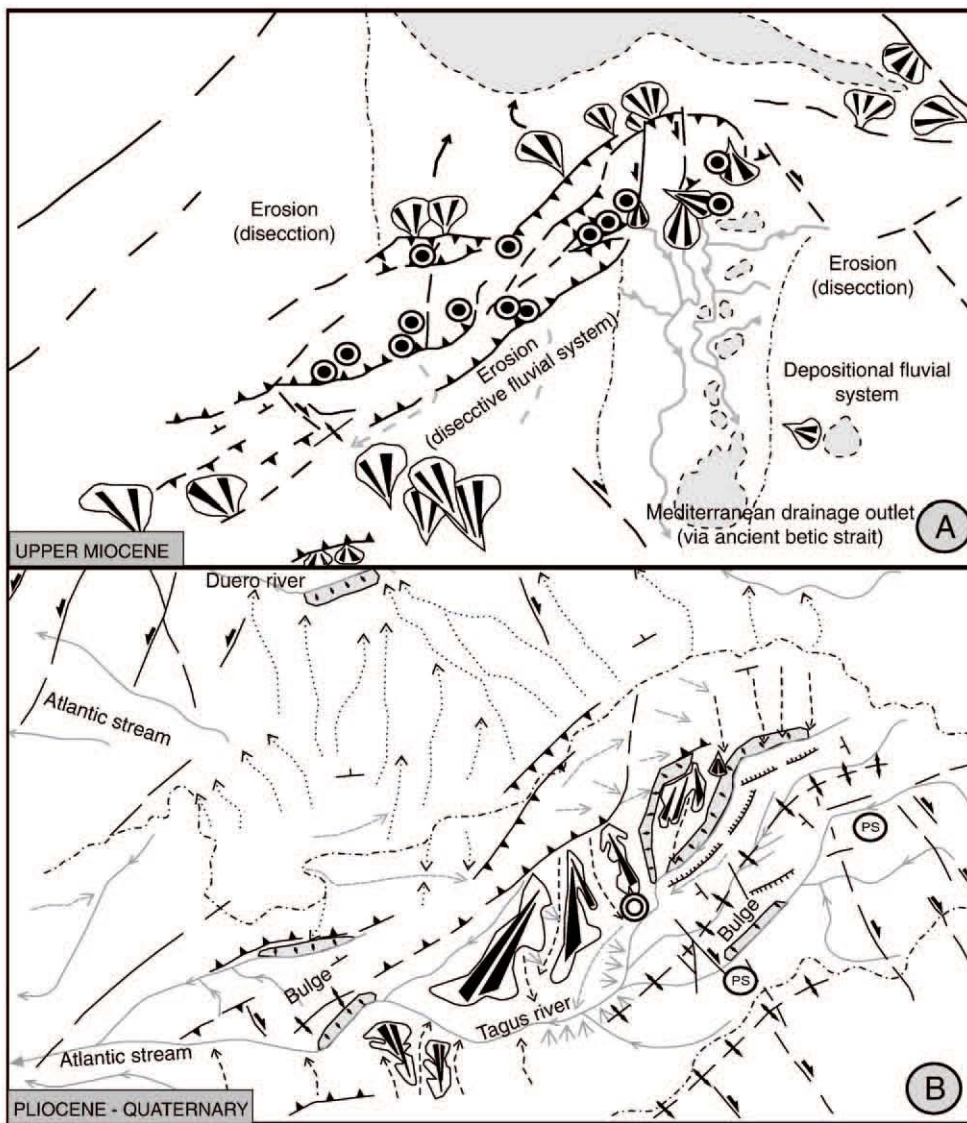 Erosion
(disecction)
Erosion
(disecction)
Erosion
(disecctive fluvial system)
Depositional fluvial
system
Mediterranean drainage outlet
(via ancient betic strait)
A
UPPER MIOCENE
Duero river
Atlantic stream
PS
Bulge
Bulge
PS
Tagus river
Atlantic stream
B
PLIOCENE - QUATERNARY